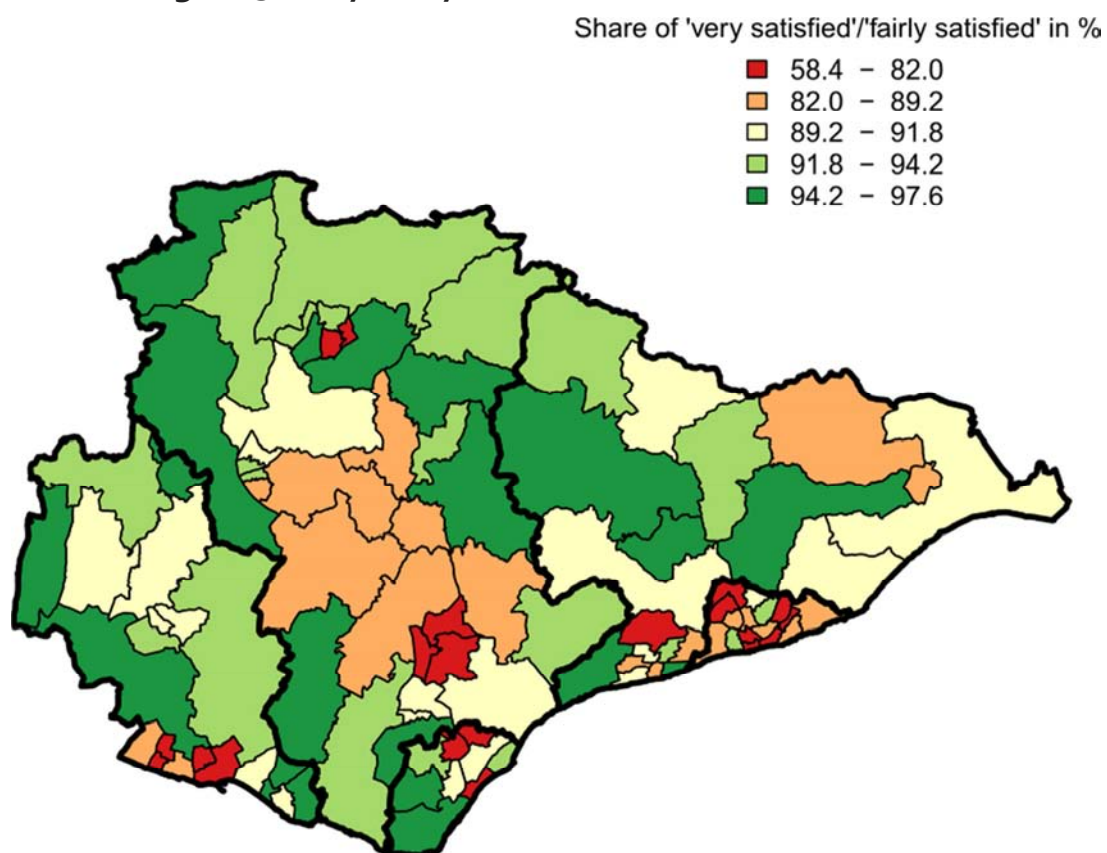 Share of 'very satisfied'/'fairly satisfied' in %
58.4 – 82.0
82.0 – 89.2
89.2 – 91.8
91.8 – 94.2
94.2 – 97.6